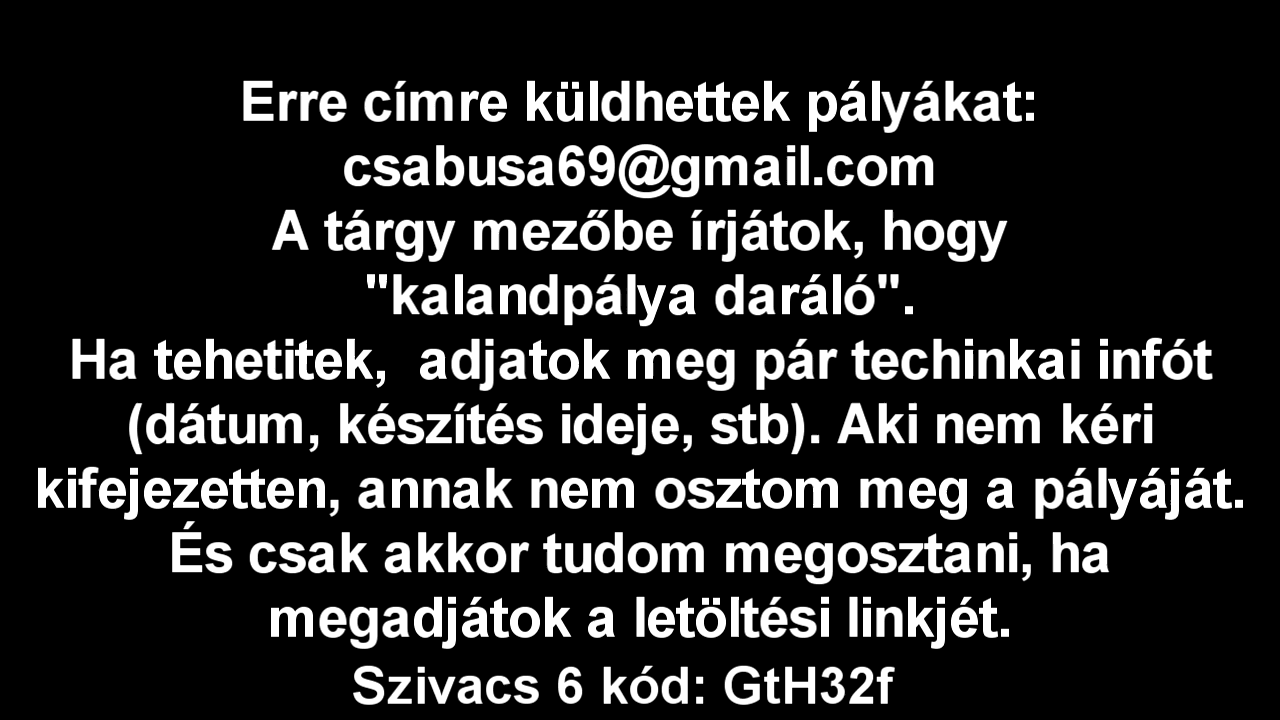 Erre címre küldhettek pályákat:
csabusa69@gmail.com
A tárgy mezőbe írjátok, hogy
"kalandpálya daráló".
Ha tehetitek,  adjatok meg pár techinkai infót
(dátum, készítés ideje, stb). Aki nem kéri
kifejezetten, annak nem osztom meg a pályáját.
És csak akkor tudom megosztani, ha
megadjátok a letöltési linkjét.
Szivacs 6 kód: GtH32f